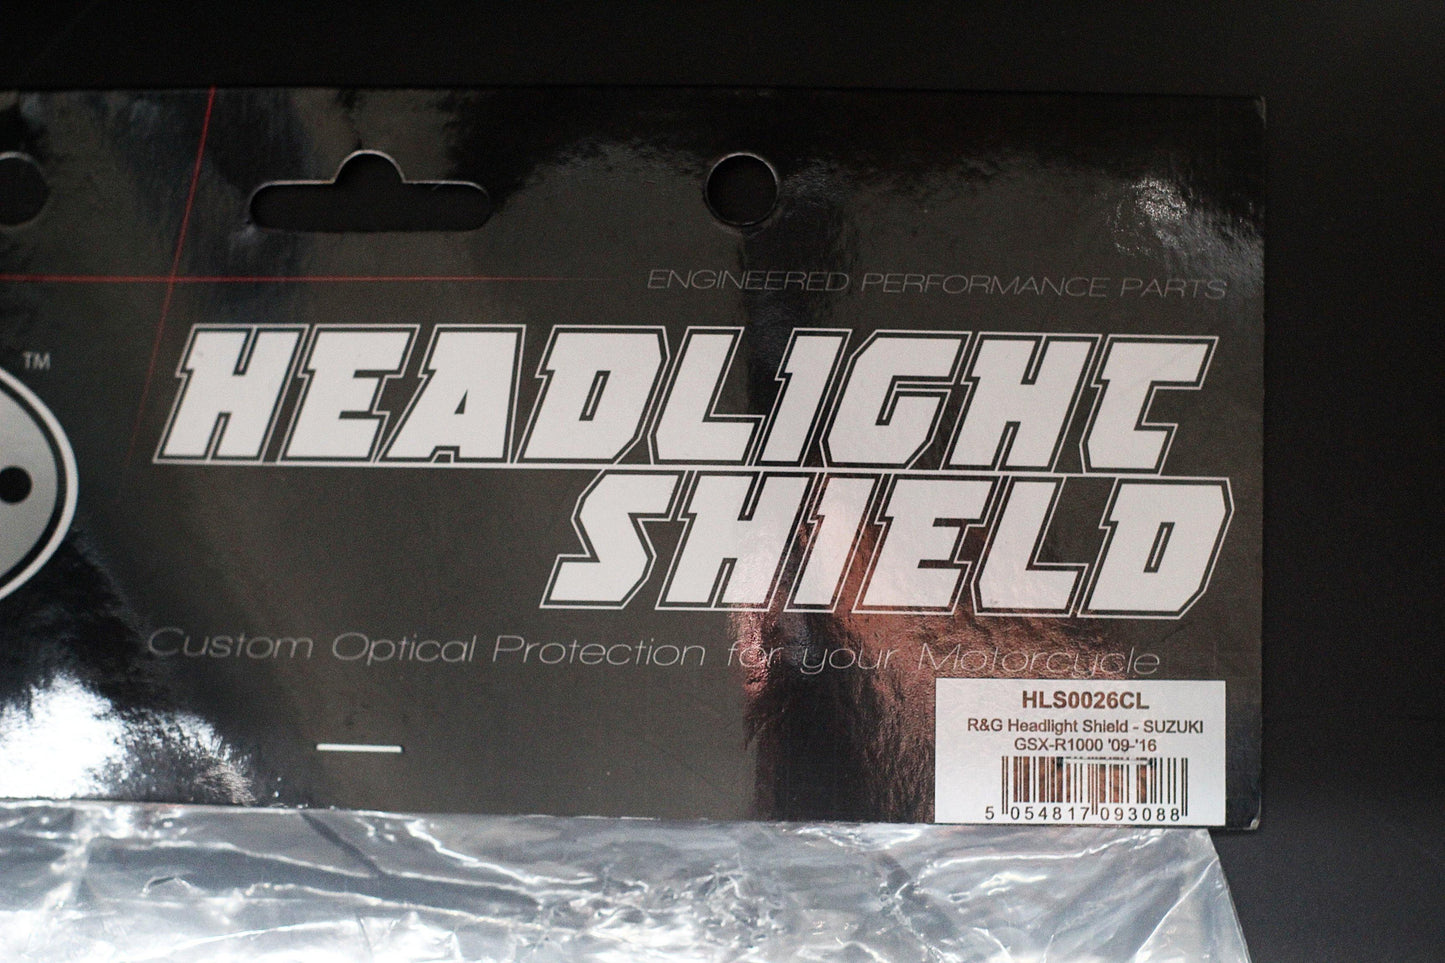 ENGINEERED PERFORMANCE PARTS
TM
HEADLIGHT
SHIELD
Custom Optical Protection for your Motorcycle
HLS0026CL
R&G Headlight Shield - SUZUKI
GSX-R1000 '09-'16
5 054817 093088